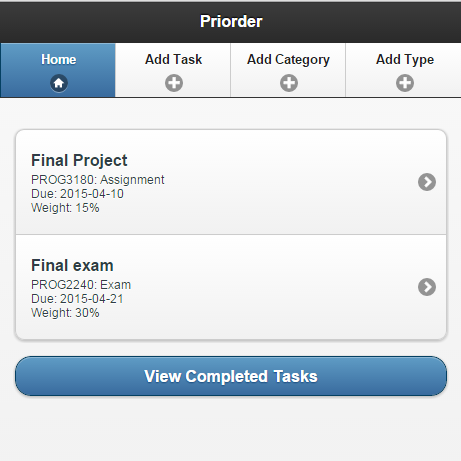 Priorder
Home Add Task Add Category Add Type
Final Project
PROG3180: Assignment
Due: 2015-04-10
Weight: 15%
Final exam
PROG2240: Exam
Due: 2015-04-21
Weight: 30%
View Completed Tasks